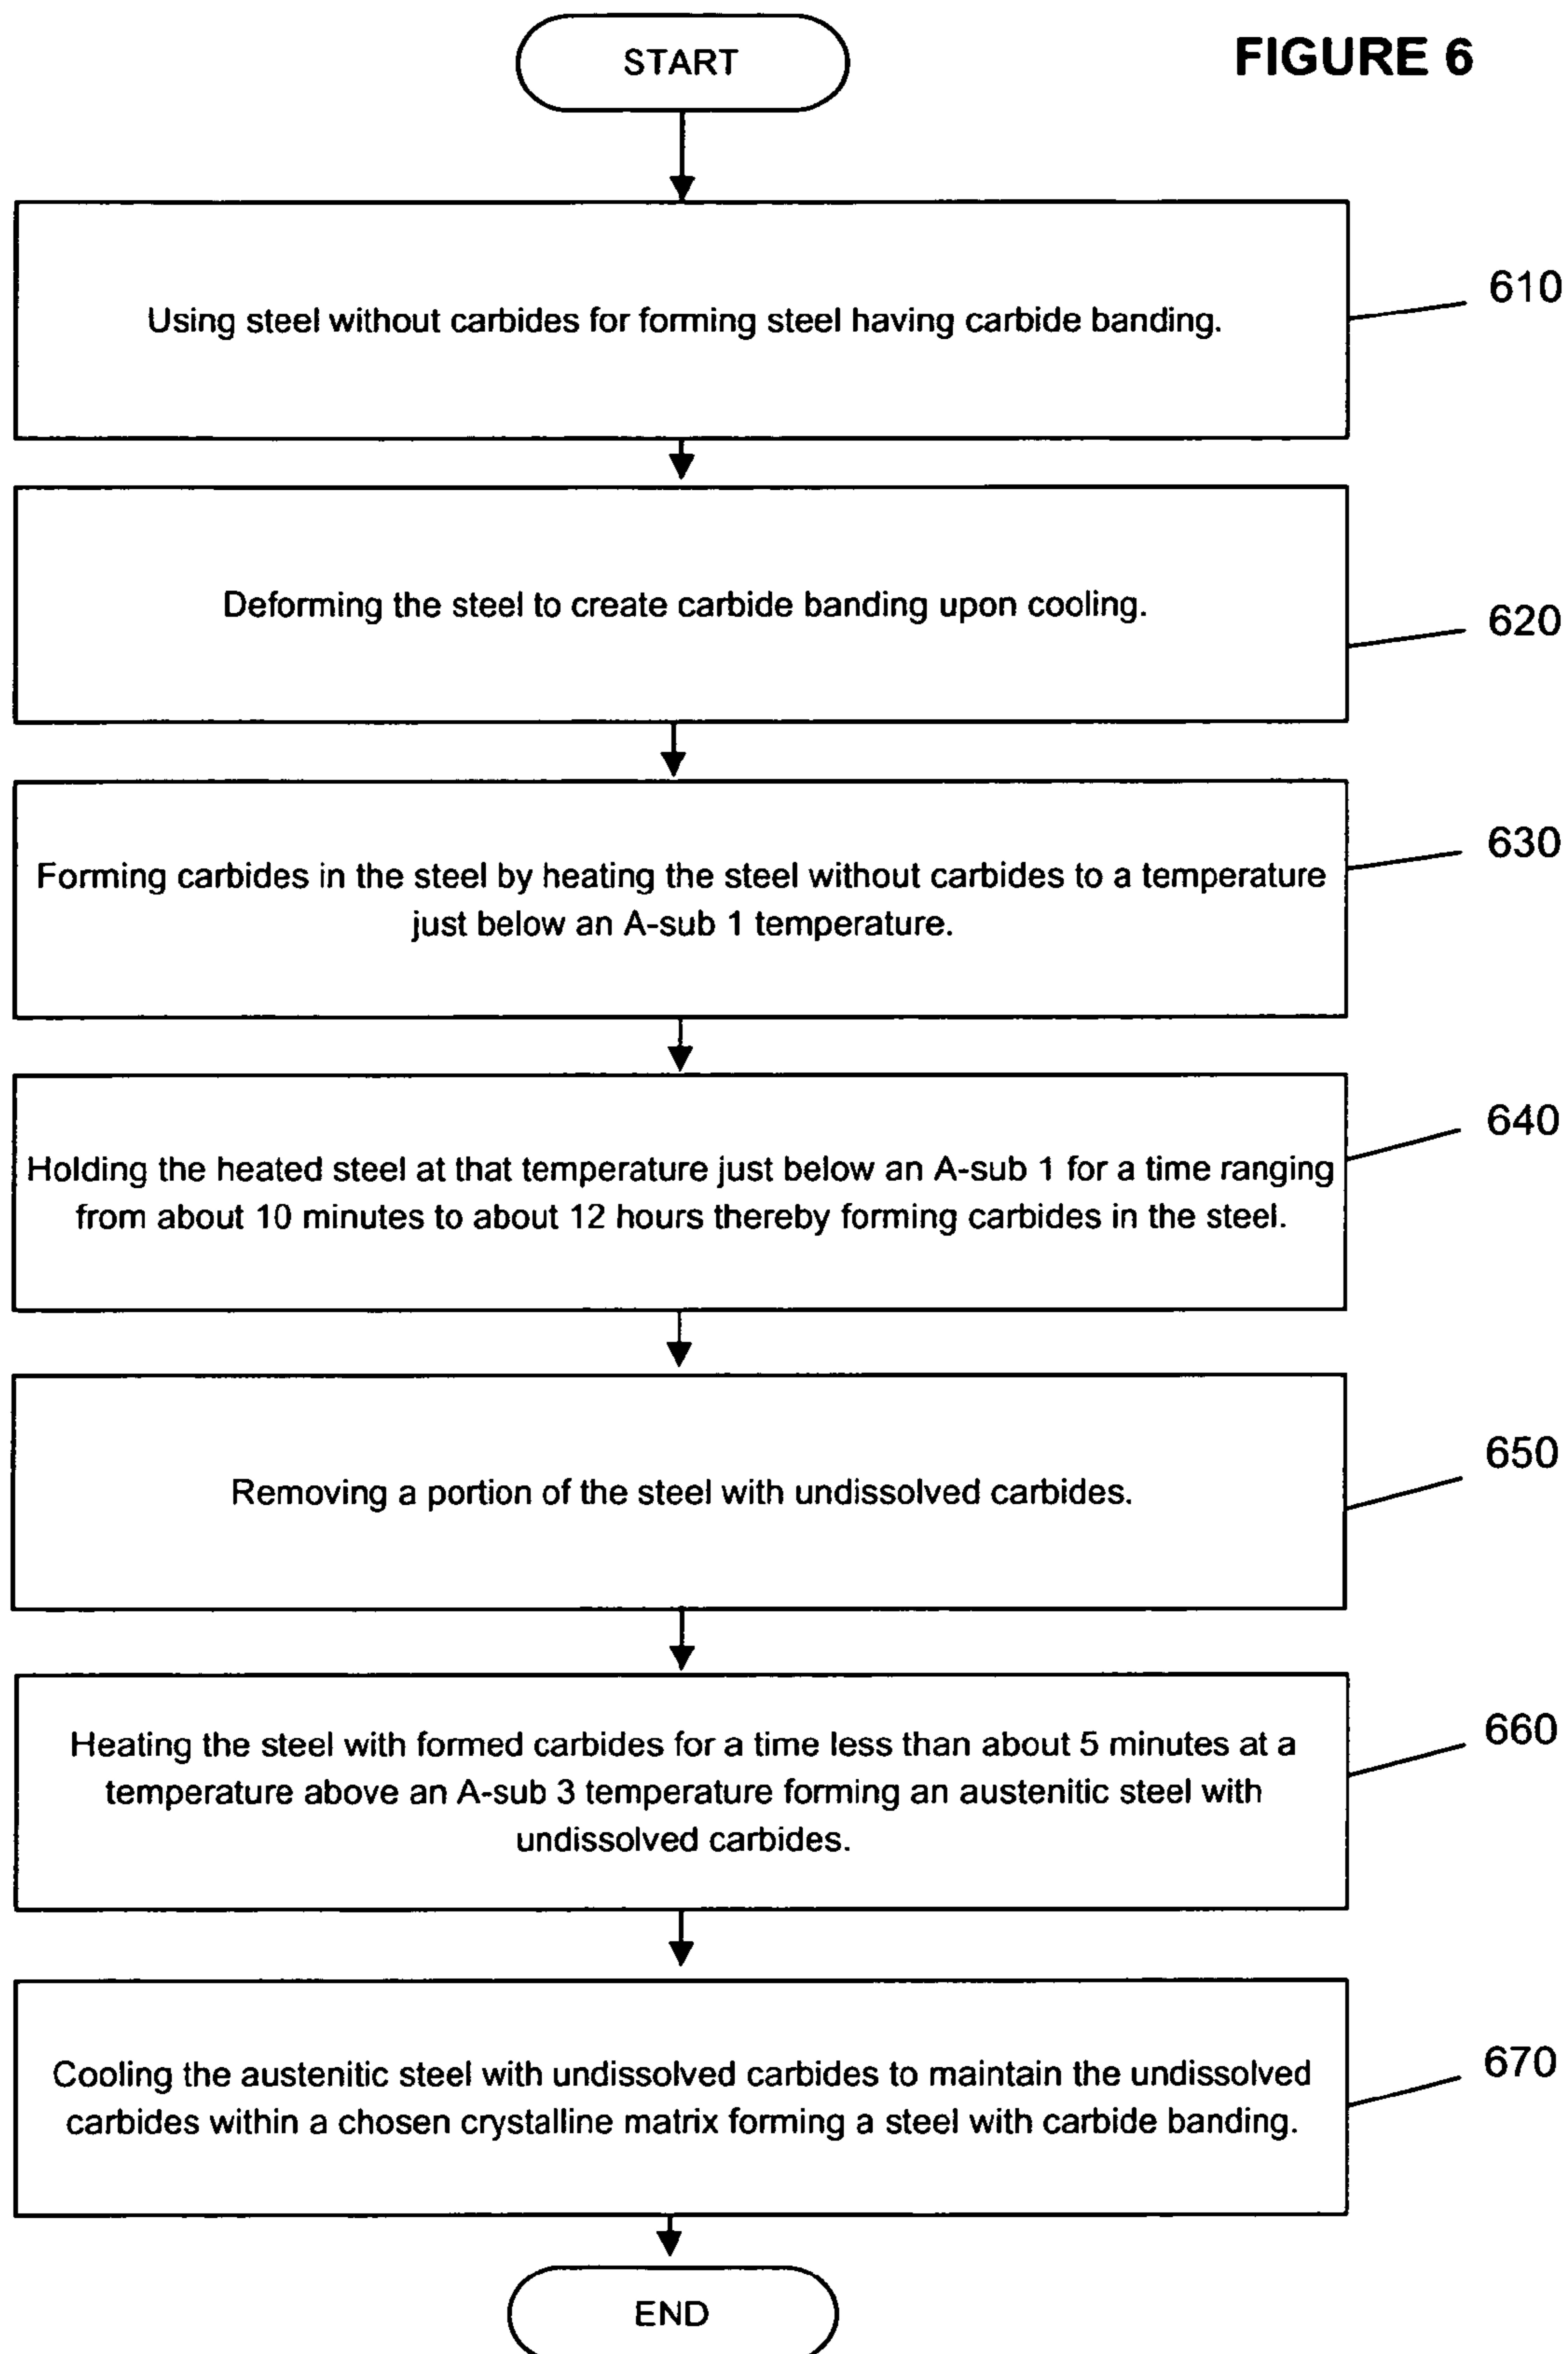 START
FIGURE 6
Using steel without carbides for forming steel having carbide banding.
610
Deforming the steel to create carbide banding upon cooling.
620
Forming carbides in the steel by heating the steel without carbides to a temperature
just below an A-sub 1 temperature.
630
Holding the heated steel at that temperature just below an A-sub 1 for a time ranging
from about 10 minutes to about 12 hours thereby forming carbides in the steel.
640
Removing a portion of the steel with undissolved carbides.
650
Heating the steel with formed carbides for a time less than about 5 minutes at a
temperature above an A-sub 3 temperature forming an austenitic steel with
undissolved carbides.
660
Cooling the austenitic steel with undissolved carbides to maintain the undissolved
carbides within a chosen crystalline matrix forming a steel with carbide banding.
670
END